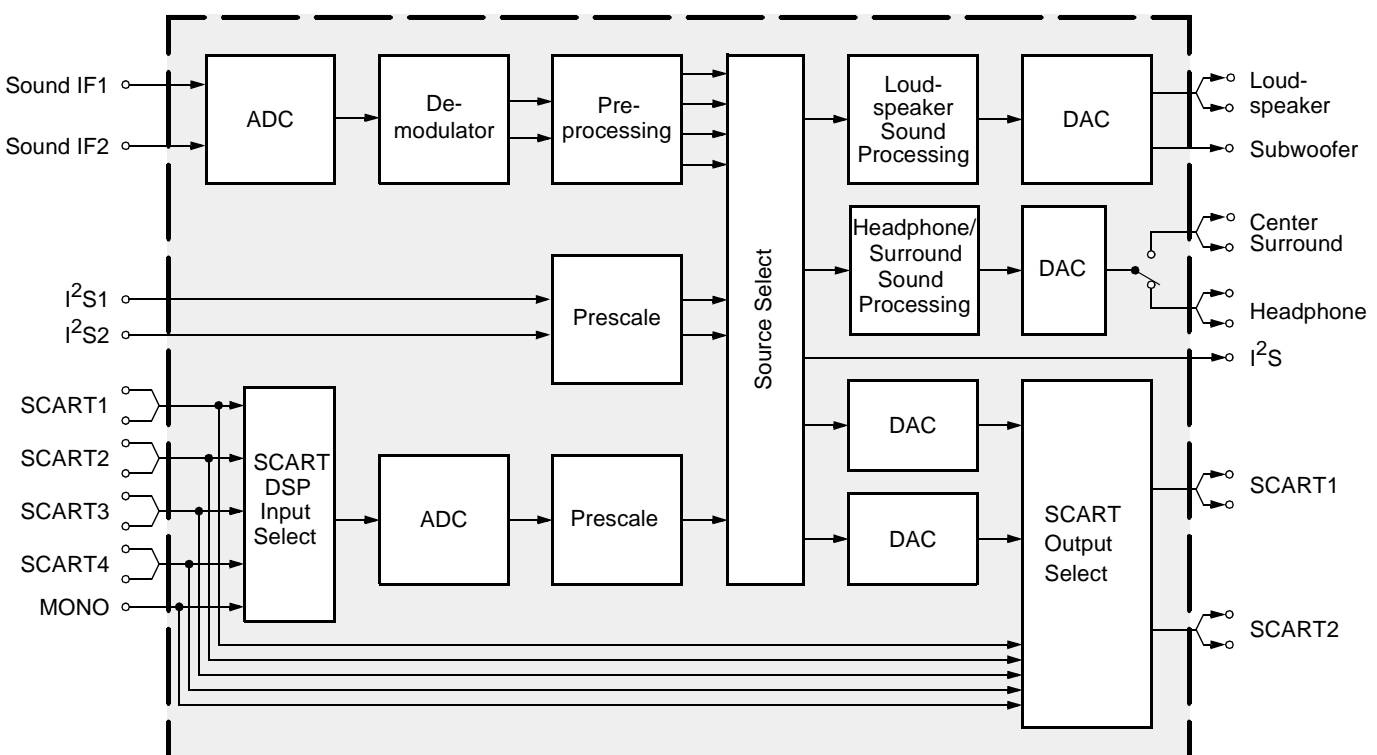 Sound IF1
Sound IF2
ADC
De-
modulator
Pre-
processing
Loud-
speaker
Sound
Processing
DAC
Loud-
speaker
Subwoofer
Headphone/
Surround
Sound
Processing
DAC
Center
Surround
Headphone
I²S1
I²S2
Prescale
Source Select
I²S
SCART1
SCART2
SCART3
SCART4
MONO
SCART
DSP
Input
Select
ADC
Prescale
DAC
DAC
SCART
Output
Select
SCART1
SCART2